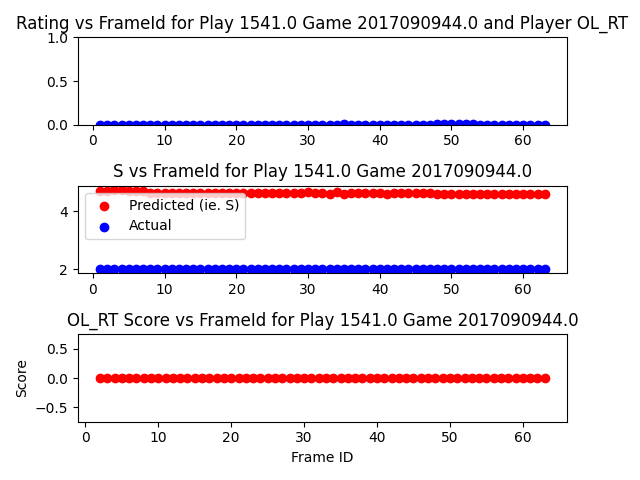 Rating vs FrameId for Play 1541.0 Game 2017090944.0 and Player OL_RT
1.0
0.5
0.0
0 10 20 30 40 50 60
S vs FrameId for Play 1541.0 Game 2017090944.0
4
2
Predicted (ie. S)
Actual
0 10 20 30 40 50 60
OL_RT Score vs FrameId for Play 1541.0 Game 2017090944.0
Score
0.5
0.0
−0.5
0 10 20 30 40 50 60
Frame ID